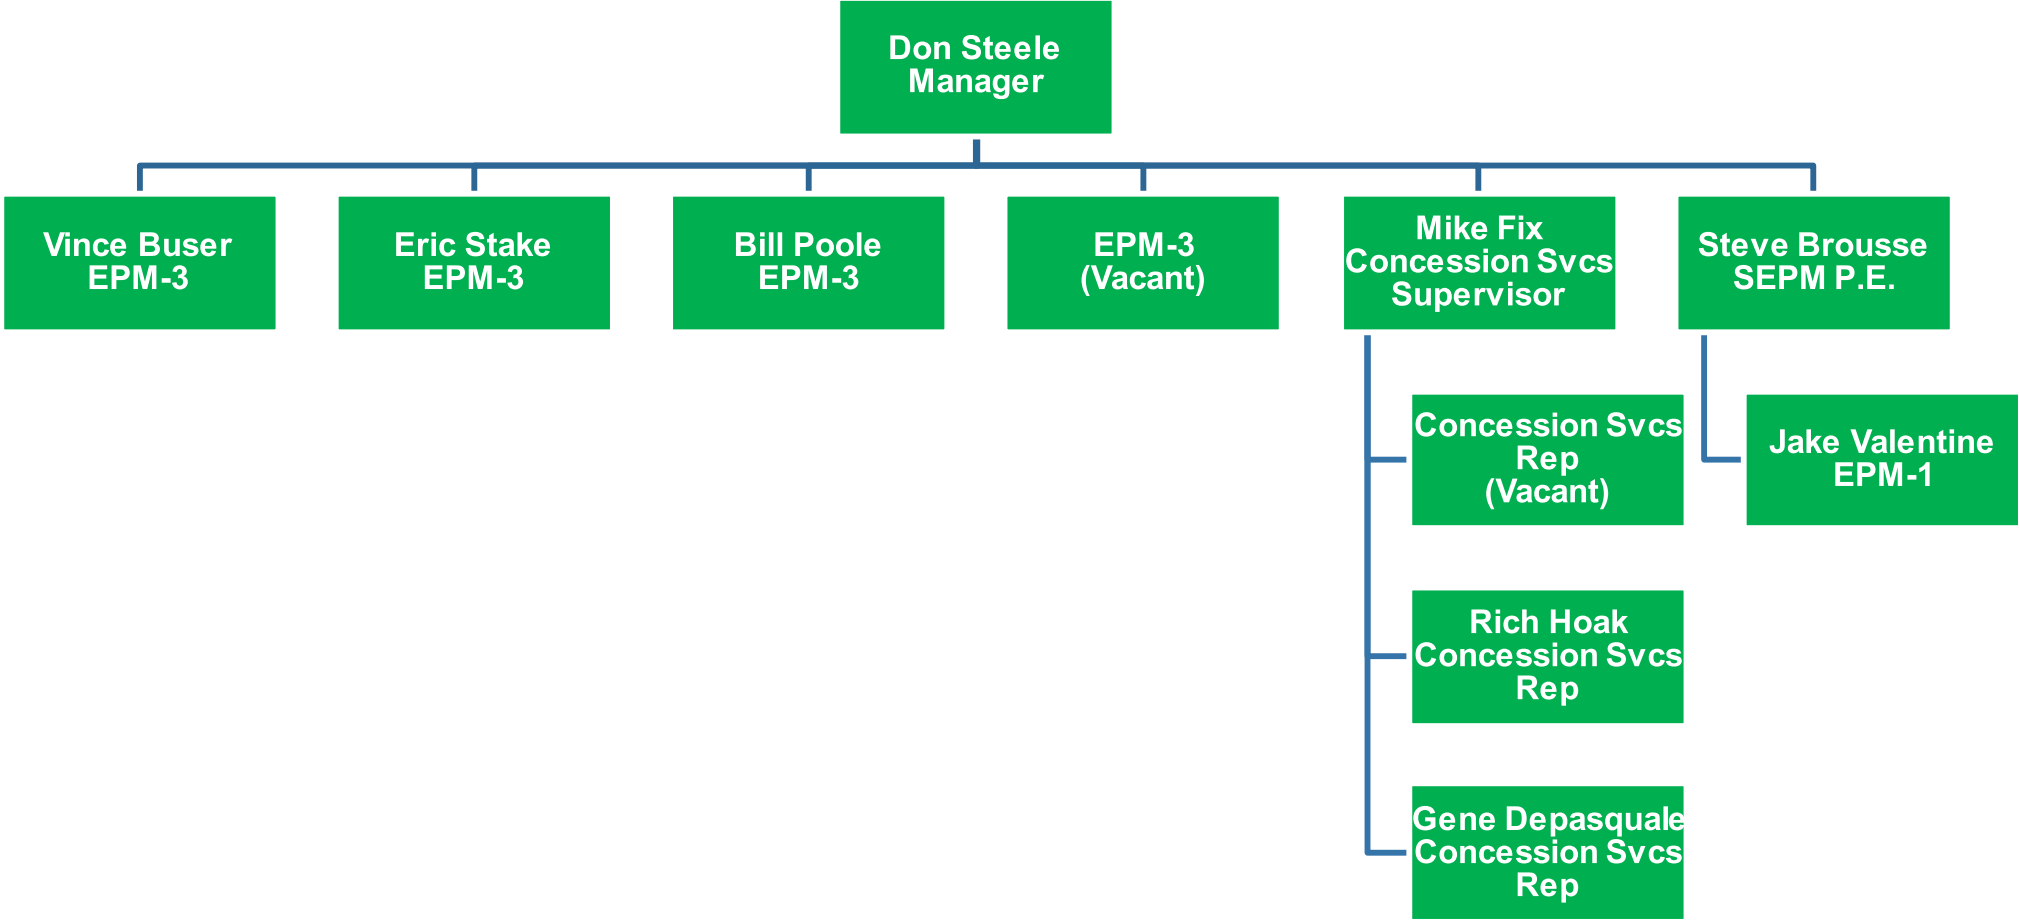 Don Steele
Manager
Vince Buser
EPM-3
Eric Stake
EPM-3
Bill Poole
EPM-3
EPM-3
(Vacant)
Mike Fix
Concession Svcs
Supervisor
Steve Brousse
SEPM P.E.
Concession Svcs
Rep
(Vacant)
Jake Valentine
EPM-1
Rich Hoak
Concession Svcs
Rep
Gene Depasquale
Concession Svcs
Rep